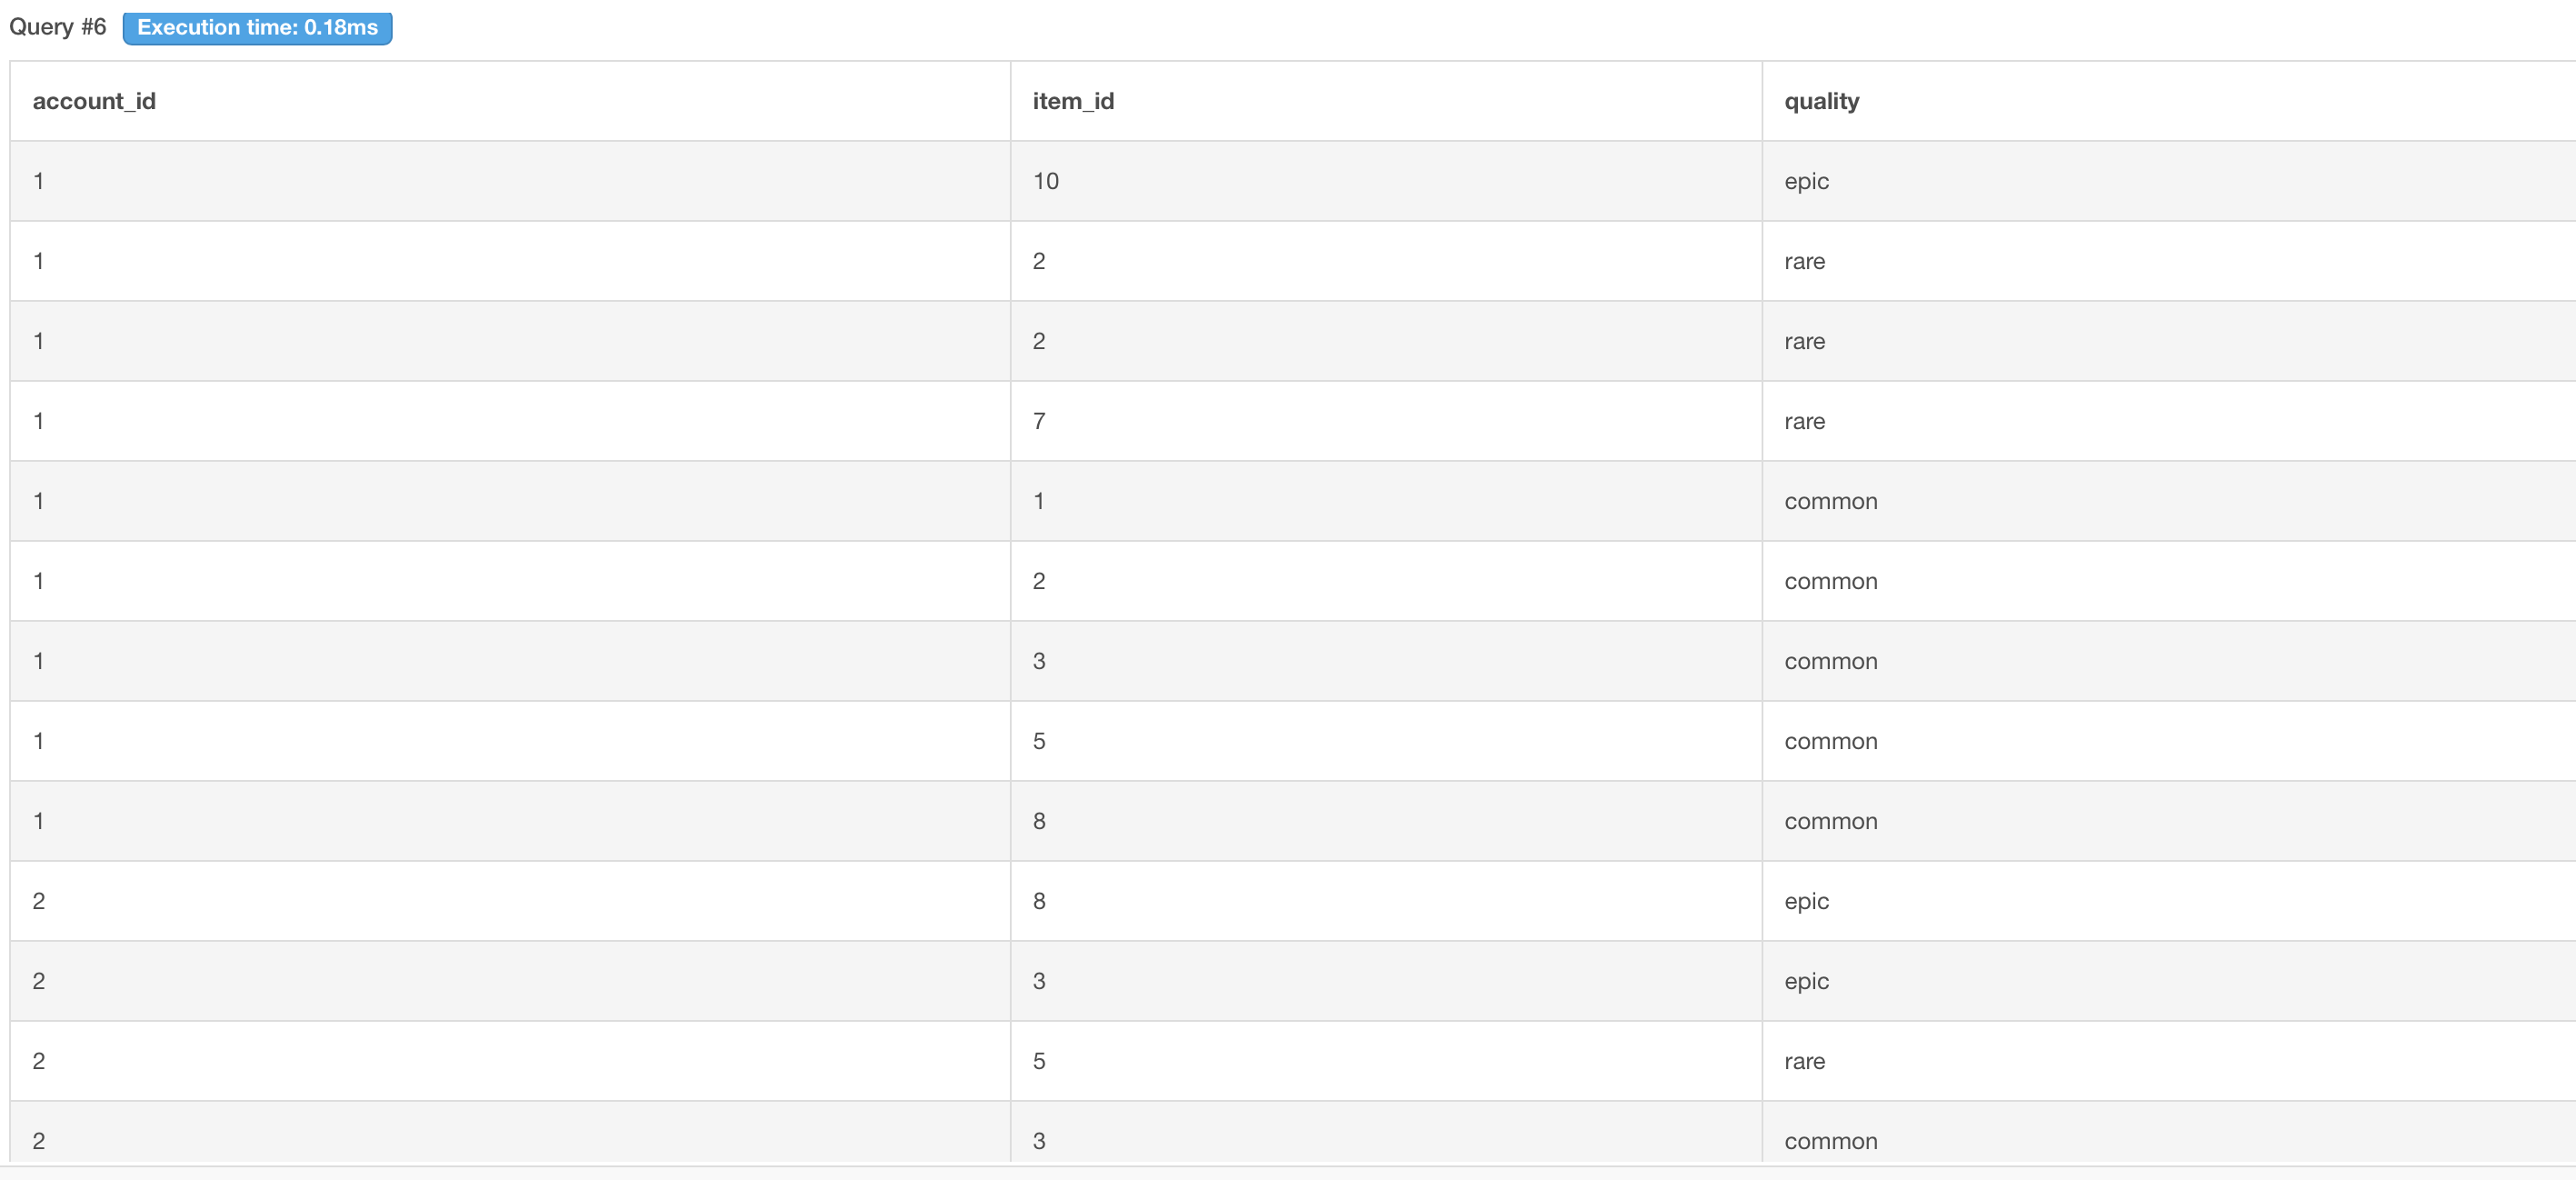 Query #6 Execution time: 0.18ms
account_id item_id quality
1 10 epic
1 2 rare
1 2 rare
1 7 rare
1 1 common
1 2 common
1 3 common
1 5 common
1 8 common
2 8 epic
2 3 epic
2 5 rare
2 3 common